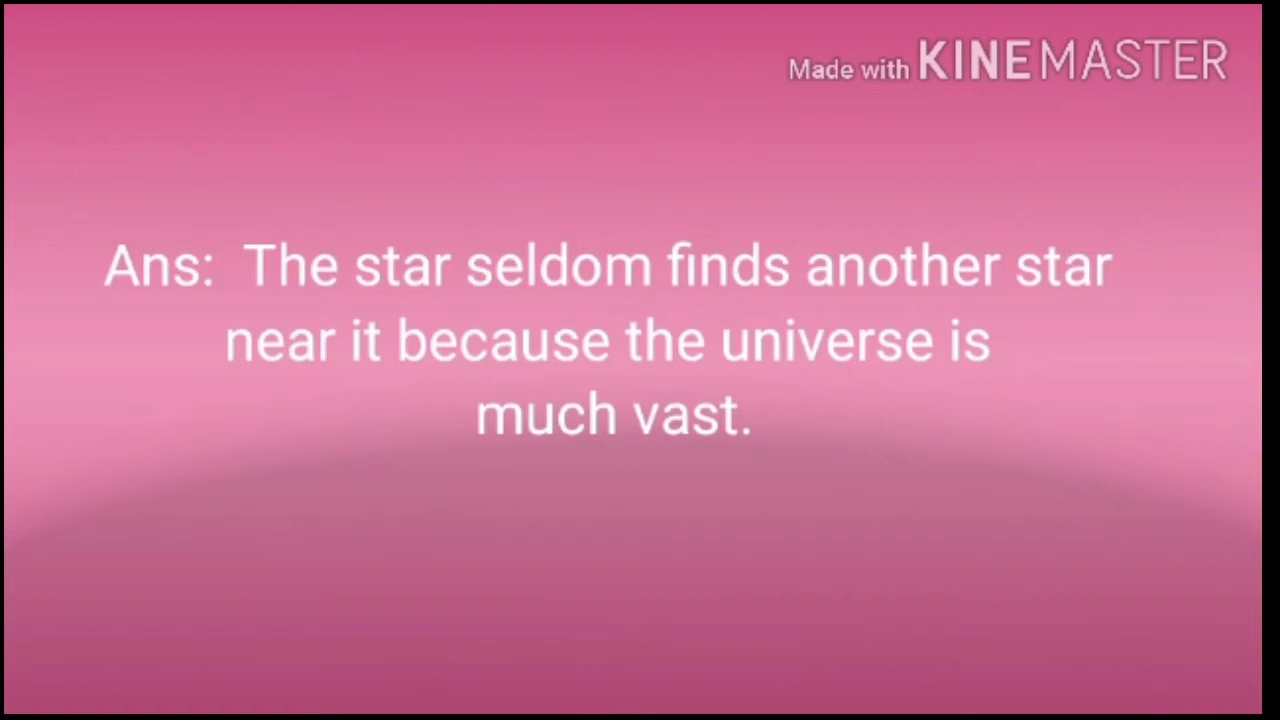 Made with KINEMASTER
Ans: The star seldom finds another star
near it because the universe is
much vast.